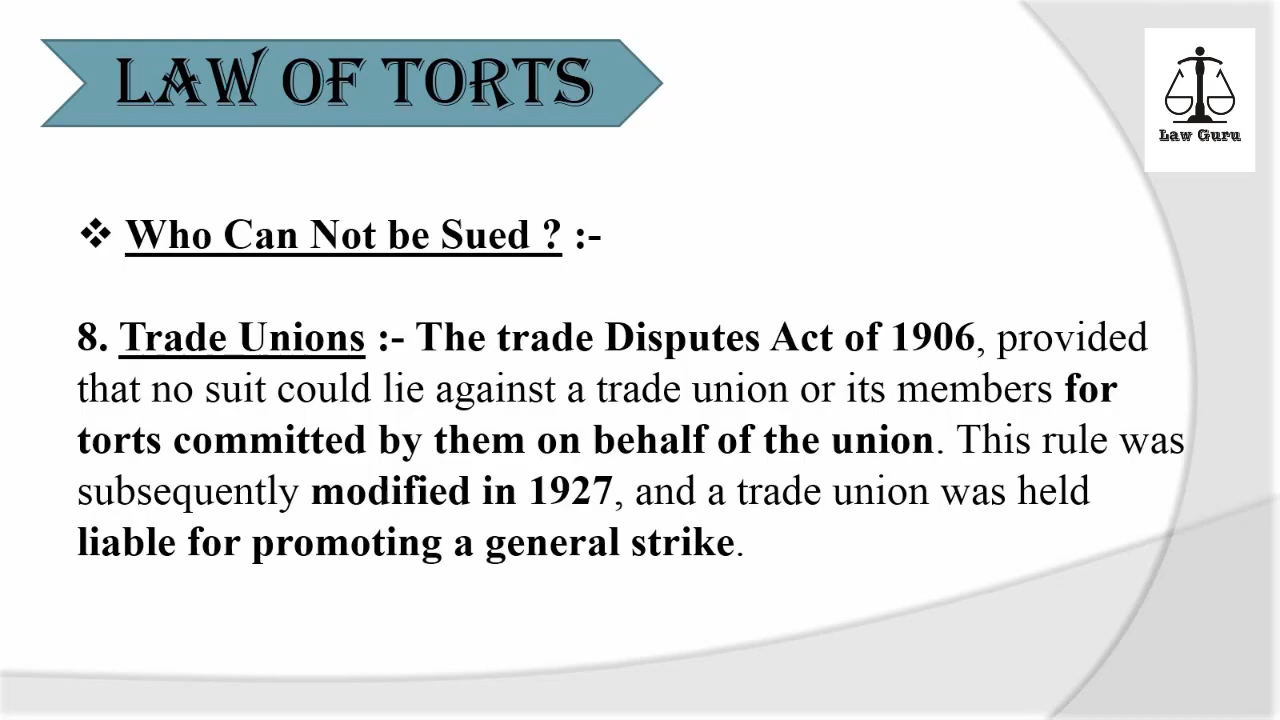 LAW OF TORTS
Law Guru
❖ Who Can Not be Sued ? :-
8. Trade Unions :- The trade Disputes Act of 1906, provided
that no suit could lie against a trade union or its members for
torts committed by them on behalf of the union. This rule was
subsequently modified in 1927, and a trade union was held
liable for promoting a general strike.